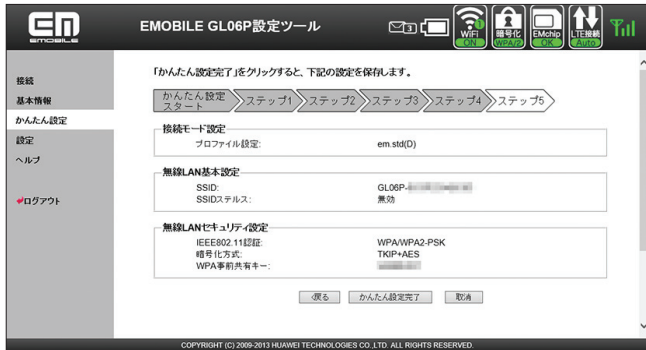 EM
EMOBILE
EMOBILE GL06P設定ツール
3
1
WiFi
ON
暗号化
WPA/2
EMchip
OK
LTE接続
Auto
接続
基本情報
かんたん設定
設定
ヘルプ
ログアウト
「かんたん設定完了」をクリックすると、下記の設定を保存します。
かんたん設定
スタート
ステップ1
ステップ2
ステップ3
ステップ4
ステップ5
接続モード設定
プロファイル設定: em.std(D)
無線LAN基本設定
SSID: GL06P-
SSIDステルス: 無効
無線LANセキュリティ設定
IEEE802.11認証: WPA/WPA2-PSK
暗号化方式: TKIP+AES
WPA事前共有キー:
戻る かんたん設定完了 取消
COPYRIGHT (C) 2009-2013 HUAWEI TECHNOLOGIES CO.,LTD. ALL RIGHTS RESERVED.